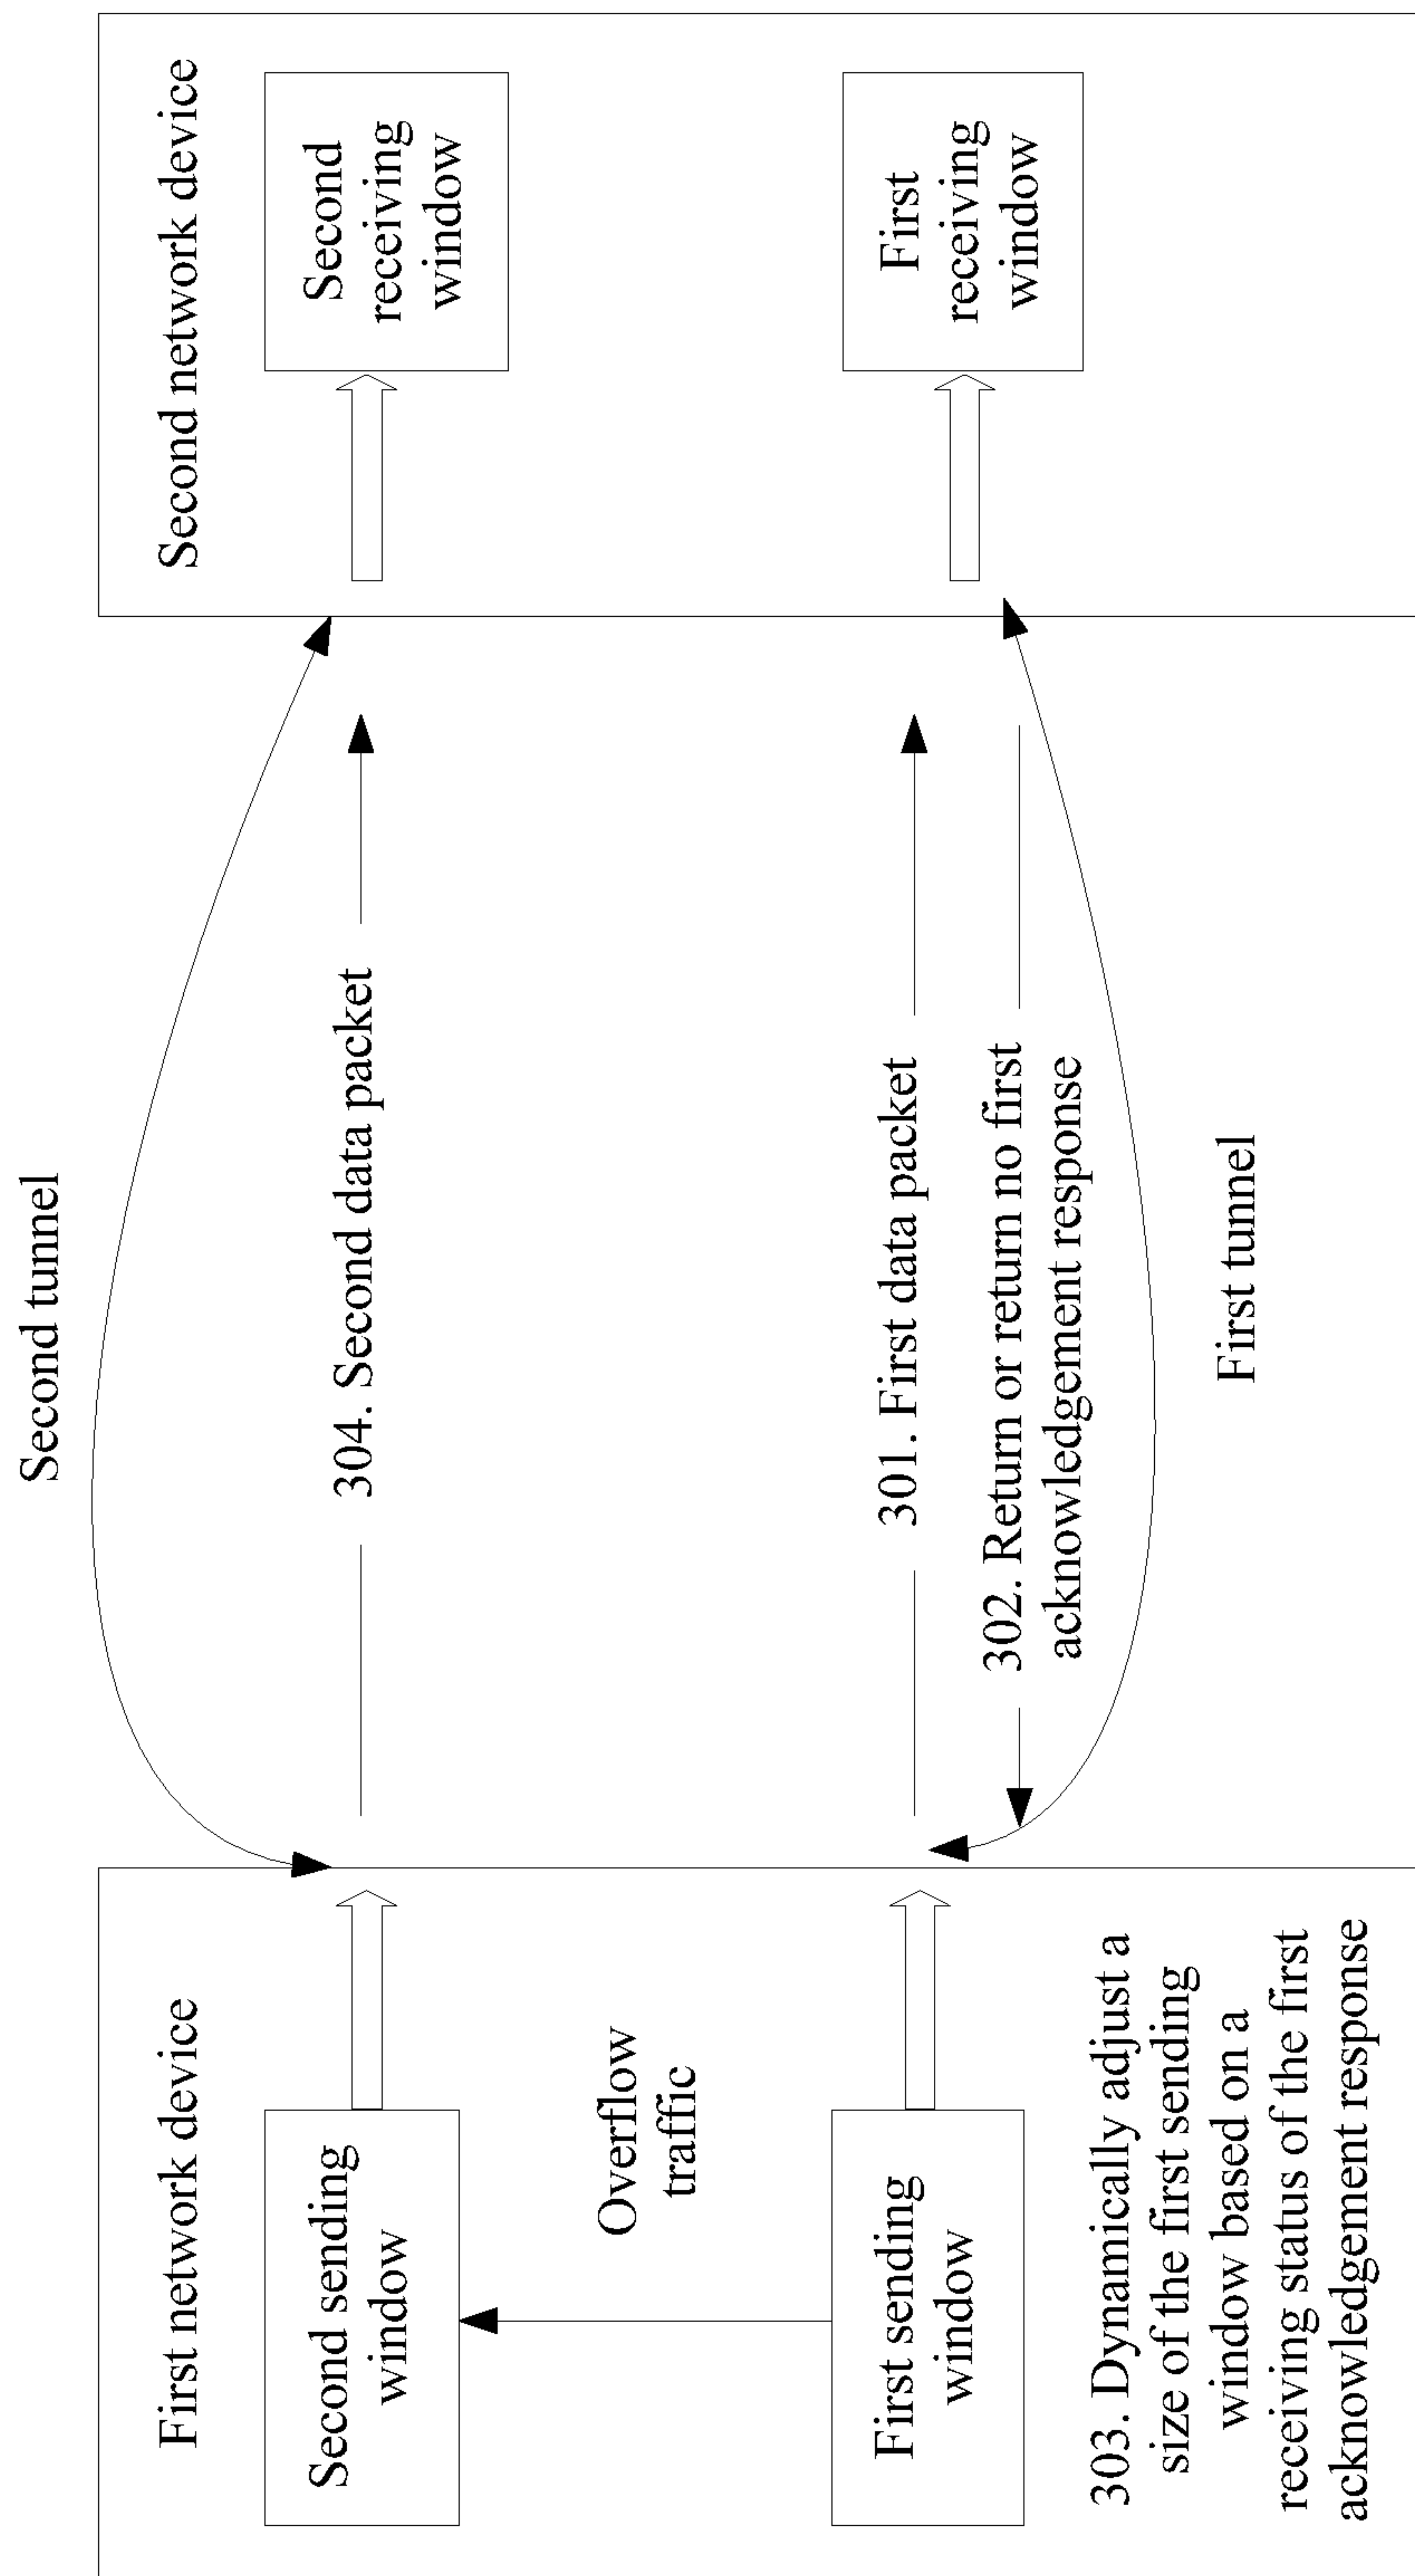 Second tunnel
First network device
Second sending
window
Overflow
traffic
First sending
window
303. Dynamically adjust a
size of the first sending
window based on a
receiving status of the first
acknowledgement response
304. Second data packet
301. First data packet
302. Return or return no first
acknowledgement response
First tunnel
Second network device
Second
receiving
window
First
receiving
window